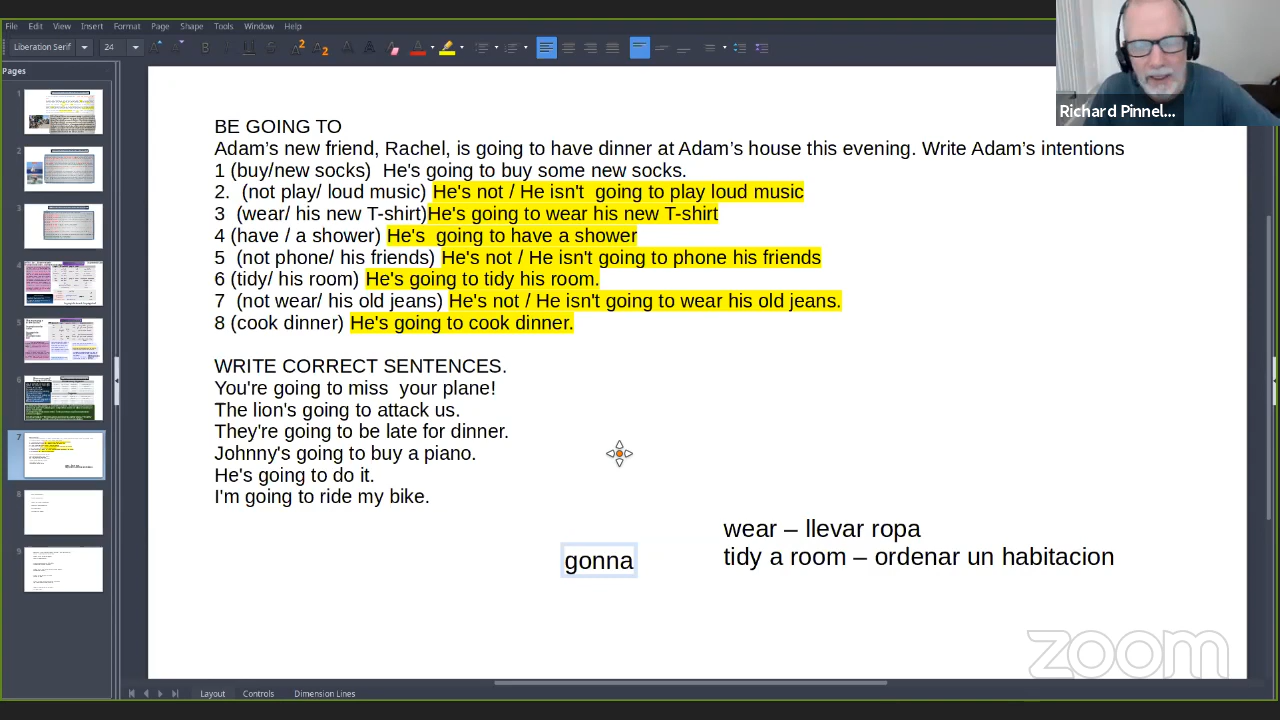 File Edit View Insert Format Page Shape Tools Window Help
Liberation Serif 24
Pages
1
2
3
4
5
6
7
8
9
BE GOING TO
Adam's new friend, Rachel, is going to have dinner at Adam's house this evening. Write Adam's intentions
1 (buy/new socks) He's going to buy some new socks.
2. (not play/ loud music) He's not / He isn't going to play loud music
3 (wear/ his new T-shirt)He's going to wear his new T-shirt
4 (have / a shower) He's going to have a shower
5 (not phone/ his friends) He's not / He isn't going to phone his friends
6 (tidy/ his room) He's going to tidy his room.
7 (not wear/ his old jeans) He's not / He isn't going to wear his old jeans.
8 (cook dinner) He's going to cook dinner.
WRITE CORRECT SENTENCES.
You're going to miss your plane!
The lion's going to attack us.
They're going to be late for dinner.
Johnny's going to buy a piano.
He's going to do it.
I'm going to ride my bike.
wear – llevar ropa
tidy a room – ordenar un habitacion
gonna
Richard Pinnel...
zoom
Layout Controls Dimension Lines